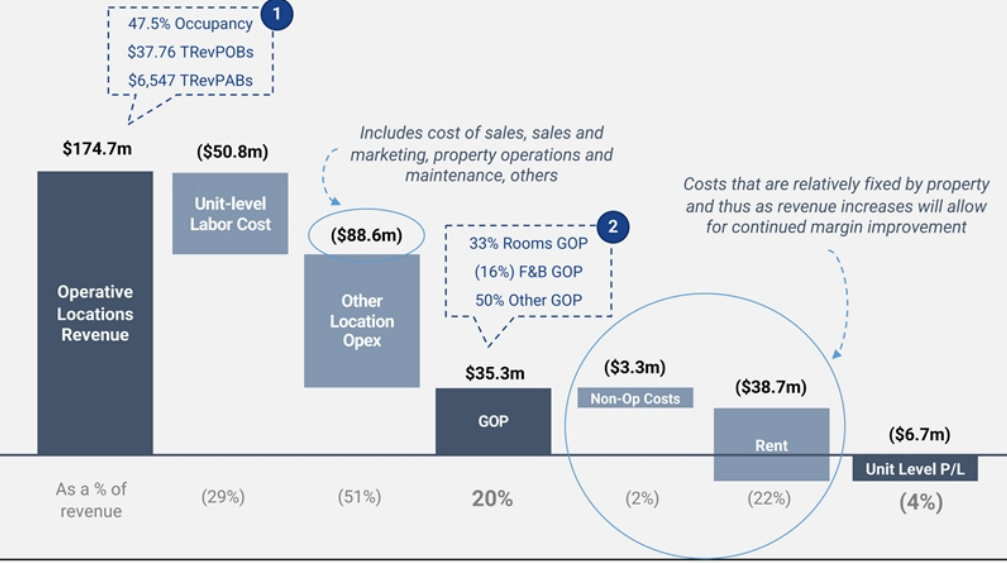 1
47.5% Occupancy
$37.76 TRevPOBs
$6,547 TRevPABs
$174.7m
($50.8m)
Includes cost of sales, sales and
marketing, property operations and
maintenance, others
Costs that are relatively fixed by property
and thus as revenue increases will allow
for continued margin improvement
Unit-level
Labor Cost
($88.6m)
2
33% Rooms GOP
(16%) F&B GOP
50% Other GOP
Operative
Locations
Revenue
Other
Location
Opex
$35.3m
GOP
($3.3m)
Non-Op Costs
($38.7m)
Rent
($6.7m)
Unit Level P/L
As a % of
revenue
(29%)
(51%)
20%
(2%)
(22%)
(4%)